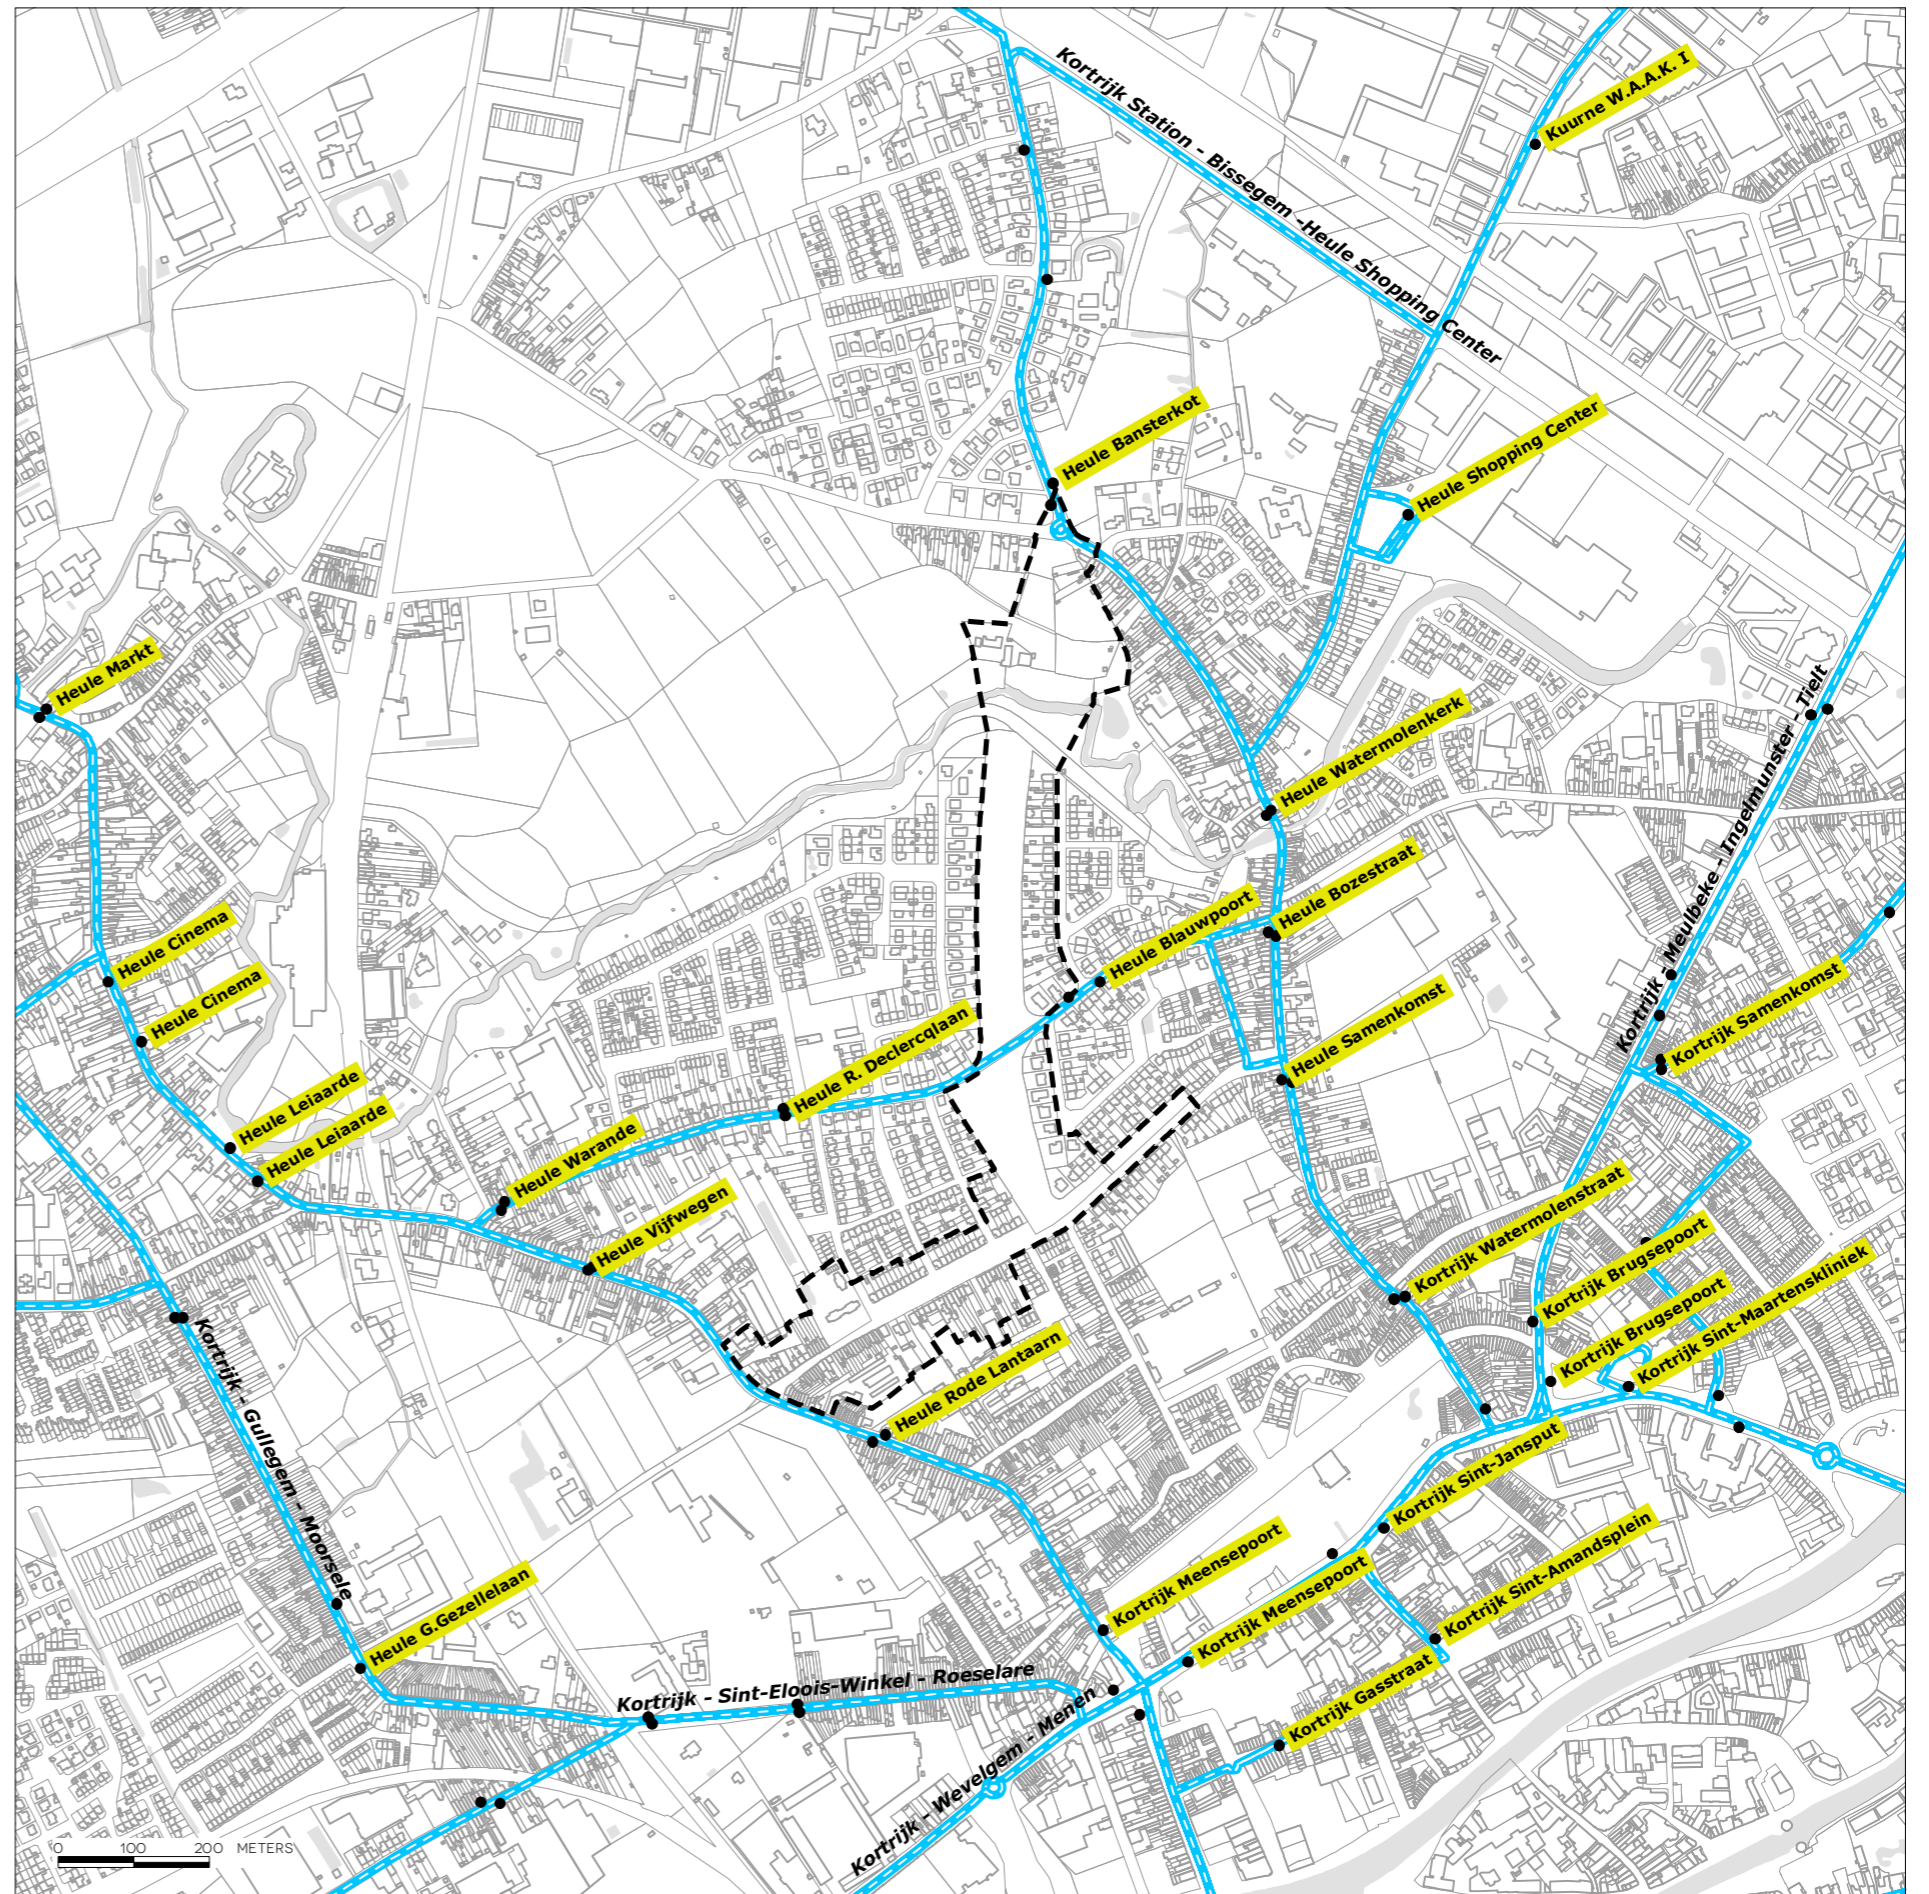 Kortrijk Station - Bissegem -Heule Shopping Center
Kuurne W.A.A.K. I
Heule Bansterkot
Heule Shopping Center
Heule Markt
Heule Watermolenkerk
Kortrijk - Meulbeke - Ingelmunster - Tielt
Heule Bozestraat
Heule Blauwpoort
Heule Cinema
Heule Cinema
Kortrijk Samenkomst
Heule Samenkomst
Heule R. Declercqlaan
Heule Leiaarde
Heule Leiaarde
Heule Warande
Heule Vijfwegen
Kortrijk Watermolenstraat
Kortrijk Brugsepoort
Kortrijk Brugsepoort
Kortrijk Sint-Maartenskliniek
Heule Rode Lantaarn
Kortrijk - Gullegem - Moorsele
Kortrijk Sint-Jansput
Kortrijk Meensepoort
Kortrijk Meensepoort
Kortrijk Sint-Amandsplein
Heule G.Gezellelaan
Kortrijk Gasstraat
Kortrijk - Sint-Eloois-Winkel - Roeselare
Kortrijk - Wevelgem - Menen
0 100 200 METERS